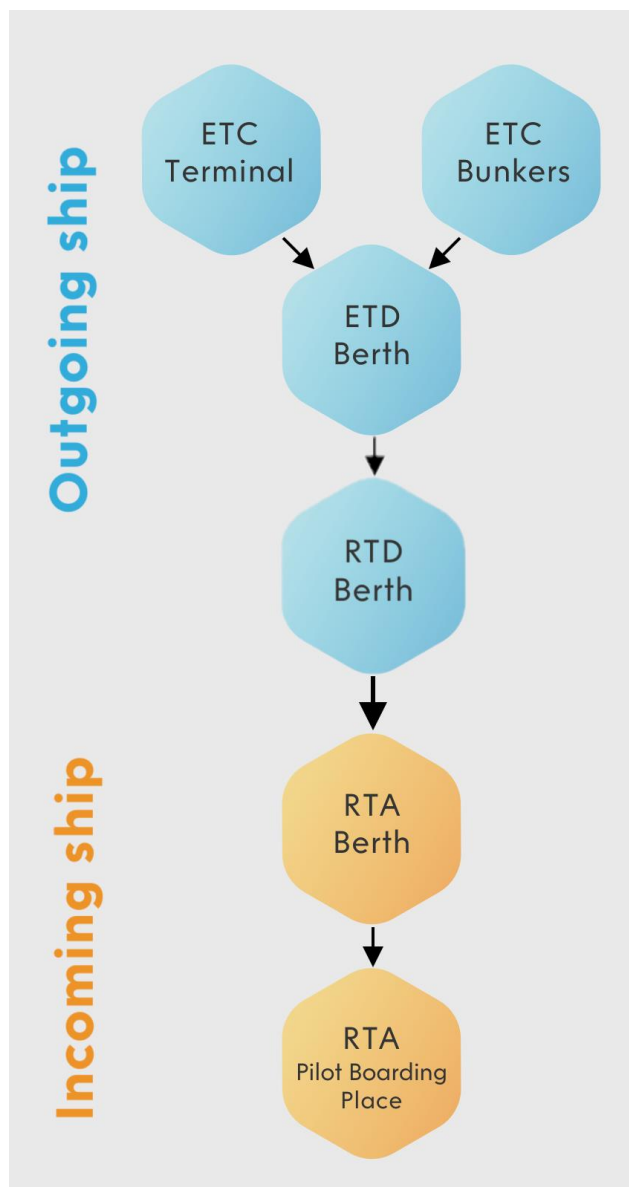 Outgoing ship
ETC
Terminal
ETC
Bunkers
ETD
Berth
RTD
Berth
Incoming ship
RTA
Berth
RTA
Pilot Boarding
Place